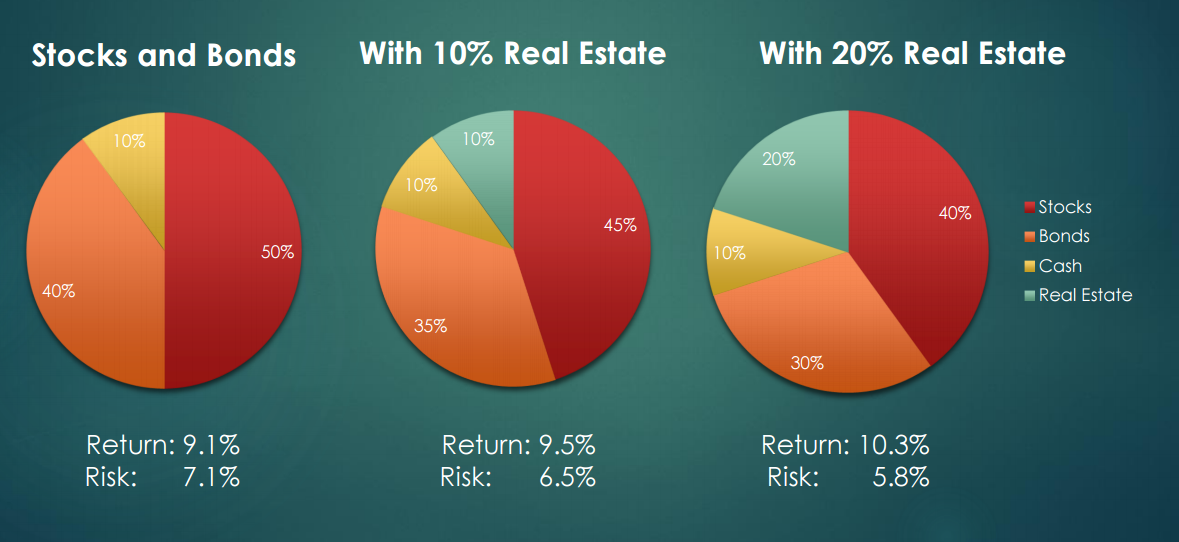 Stocks and Bonds
10%
50%
40%
Return: 9.1%
Risk: 7.1%
With 10% Real Estate
10%
10%
45%
35%
Return: 9.5%
Risk: 6.5%
With 20% Real Estate
20%
40%
10%
30%
Return: 10.3%
Risk: 5.8%
Stocks
Bonds
Cash
Real Estate